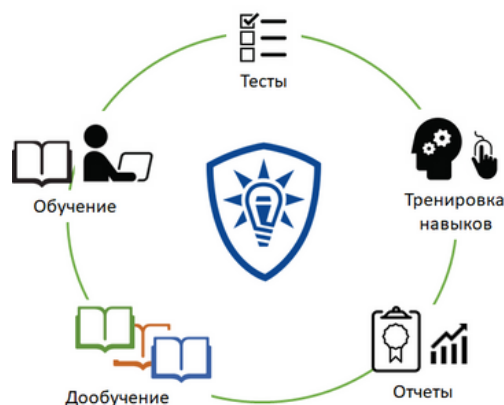 Тесты
Обучение
Тренировка
навыков
Дообучение
Отчеты